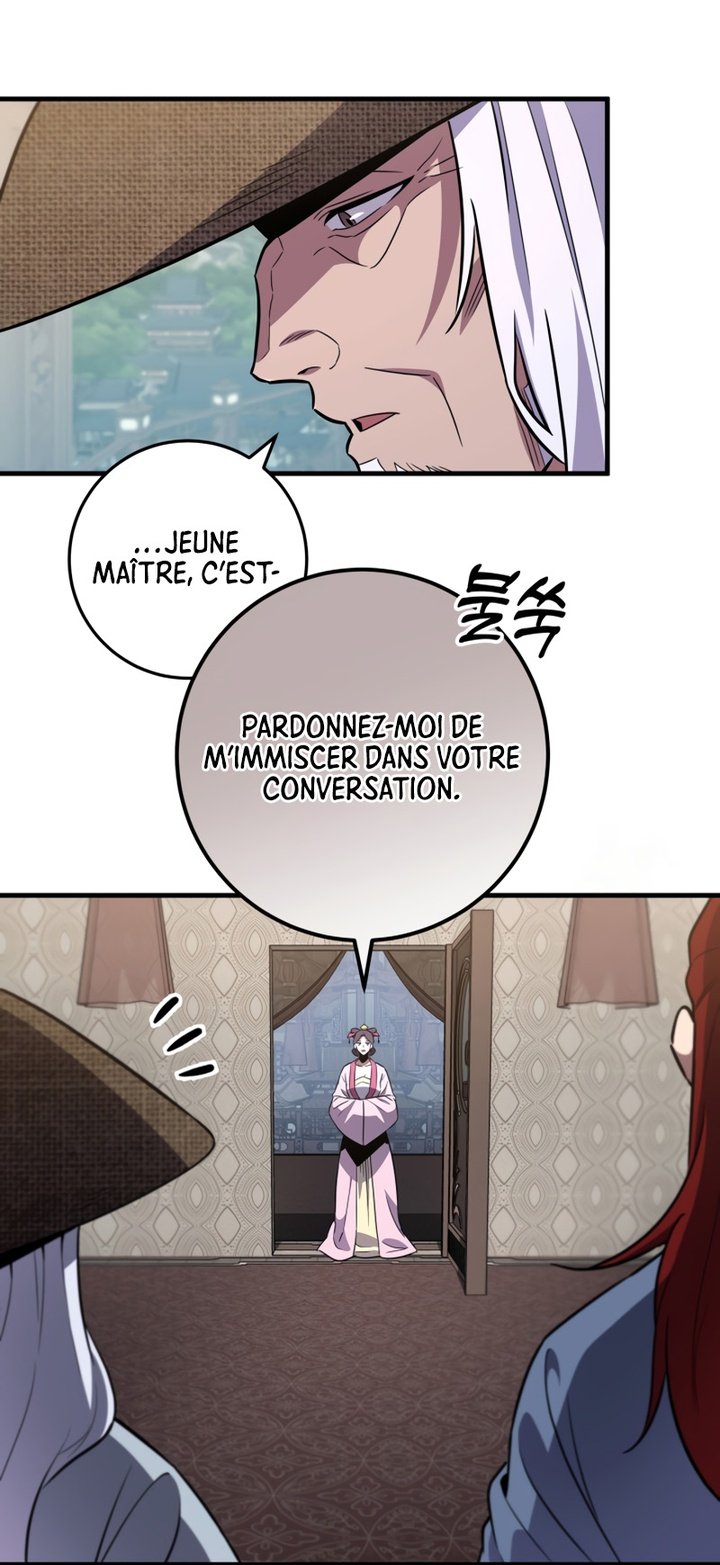 ...JEUNE
MAÎTRE, C'EST-
불쑥
PARDONNEZ-MOI DE
M'IMMISCER DANS VOTRE
CONVERSATION.